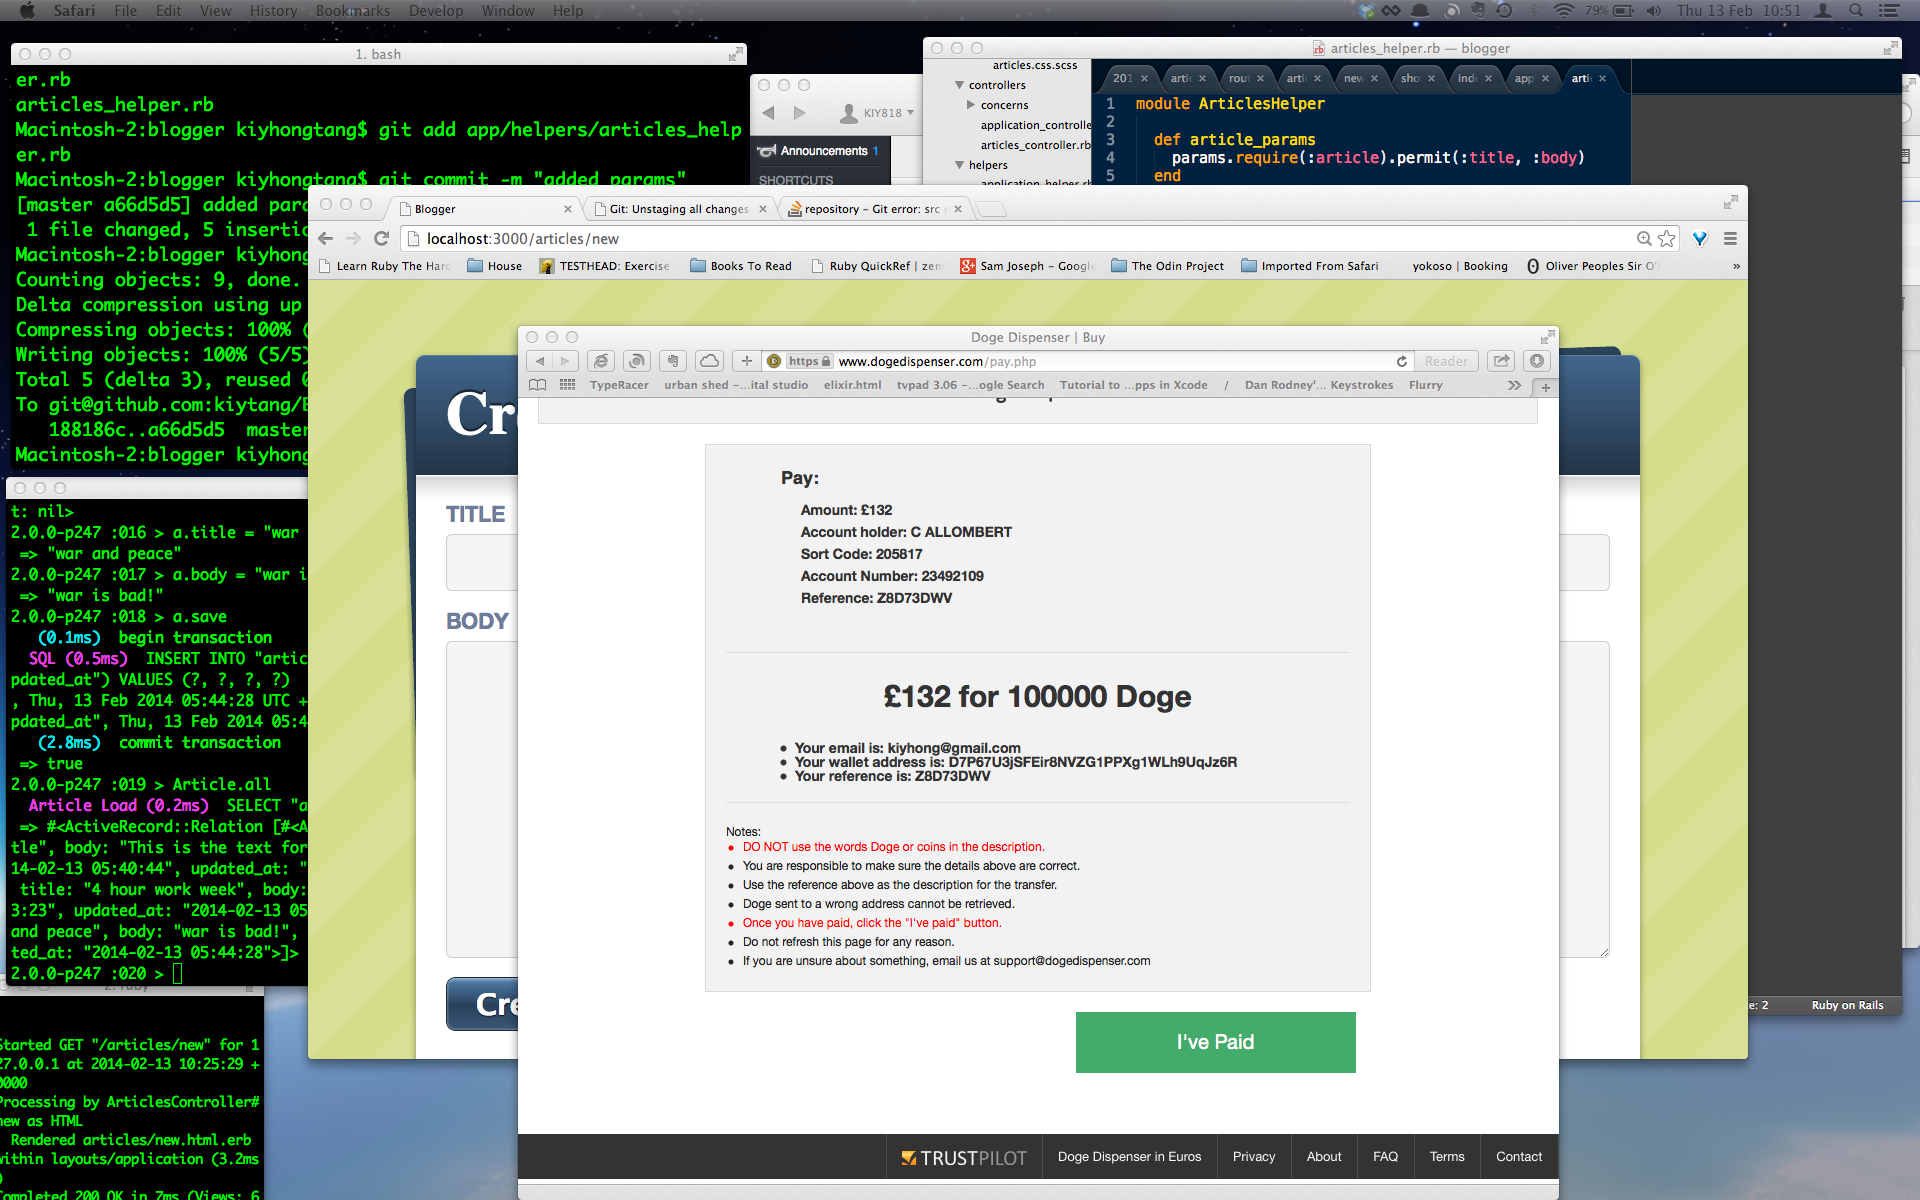 Safari File Edit View History Bookmarks Develop Window Help
79% Thu 13 Feb 10:51
1. bash
er.rb
articles_helper.rb
Macintosh-2:blogger kiyhongtang$ git add app/helpers/articles_help
er.rb
Macintosh-2:blogger kiyhongtang$ git commit -m "added params"
[master a66d5d5] added para
1 file changed, 5 insertio
Macintosh-2:blogger kiyhong
Counting objects: 9, done.
Delta compression using up
Compressing objects: 100% (
Writing objects: 100% (5/5)
Total 5 (delta 3), reused 0
To git@github.com:kiytang/B
188186c..a66d5d5 master
Macintosh-2:blogger kiyhong
KIY818
Announcements 1
SHORTCUTS
articles_helper.rb — blogger
articles.css.scss
controllers
concerns
application_controlle
articles_controller.rb
helpers
application_helper.rb
201 artic rout arti new sho inde app artic
1 module ArticlesHelper
2
3 def article_params
4 params.require(:article).permit(:title, :body)
5 end
Blogger
Git: Unstaging all changes
repository - Git error: src
localhost:3000/articles/new
Learn Ruby The Hard House TESTHEAD: Exercise Books To Read Ruby QuickRef | zen Sam Joseph - Google The Odin Project Imported From Safari yokoso | Booking Oliver Peoples Sir O' »
Cr
TITLE
BODY
Cre
t: nil>
2.0.0-p247 :016 > a.title = "war
=> "war and peace"
2.0.0-p247 :017 > a.body = "war i
=> "war is bad!"
2.0.0-p247 :018 > a.save
(0.1ms) begin transaction
SQL (0.5ms) INSERT INTO "artic
pdated_at") VALUES (?, ?, ?, ?)
, Thu, 13 Feb 2014 05:44:28 UTC +
pdated_at", Thu, 13 Feb 2014 05:4
(2.8ms) commit transaction
=> true
2.0.0-p247 :019 > Article.all
Article Load (0.2ms) SELECT "a
=> #<ActiveRecord::Relation [#<A
tle", body: "This is the text for
14-02-13 05:40:44", updated_at: "
title: "4 hour work week", body:
3:23", updated_at: "2014-02-13 05
and peace", body: "war is bad!",
ted_at: "2014-02-13 05:44:28">]>
2.0.0-p247 :020 >
2. ruby
Started GET "/articles/new" for 1
27.0.0.1 at 2014-02-13 10:25:29 +
0000
Processing by ArticlesController#
new as HTML
Rendered articles/new.html.erb
within layouts/application (3.2ms
)
Completed 200 OK in 7ms (Views: 6
Doge Dispenser | Buy
https www.dogedispenser.com/pay.php
Reader
TypeRacer urban shed -...ital studio elixir.html tvpad 3.06 -...ogle Search Tutorial to ...pps in Xcode / Dan Rodney'... Keystrokes Flurry »
Pay:
Amount: £132
Account holder: C ALLOMBERT
Sort Code: 205817
Account Number: 23492109
Reference: Z8D73DWV
£132 for 100000 Doge
• Your email is: kiyhong@gmail.com
• Your wallet address is: D7P67U3jSFEir8NVZG1PPXg1WLh9UqJz6R
• Your reference is: Z8D73DWV
Notes:
• DO NOT use the words Doge or coins in the description.
• You are responsible to make sure the details above are correct.
• Use the reference above as the description for the transfer.
• Doge sent to a wrong address cannot be retrieved.
• Once you have paid, click the "I've paid" button.
• Do not refresh this page for any reason.
• If you are unsure about something, email us at support@dogedispenser.com
I've Paid
TRUSTPILOT Doge Dispenser in Euros Privacy About FAQ Terms Contact
e: 2 Ruby on Rails